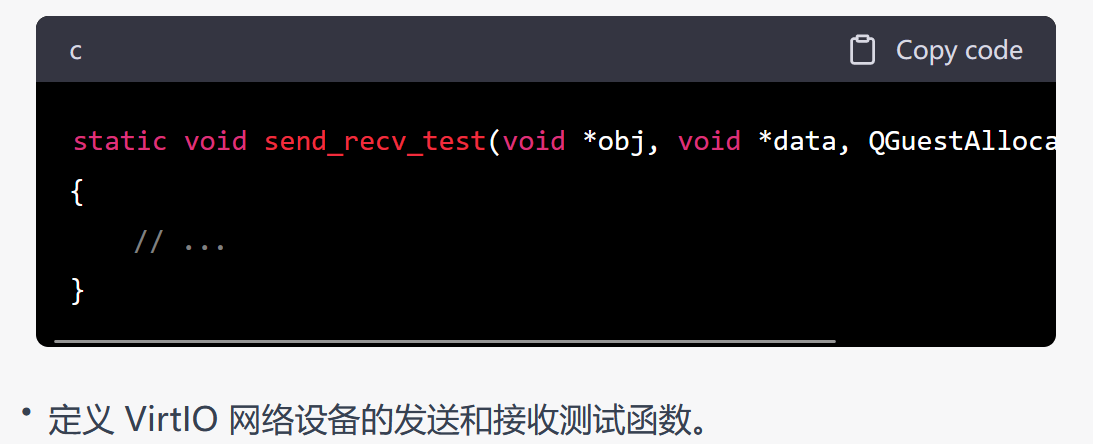 c Copy code
static void send_recv_test(void *obj, void *data, QGuestAlloca
{
// ...
}
• 定义 VirtIO 网络设备的发送和接收测试函数。